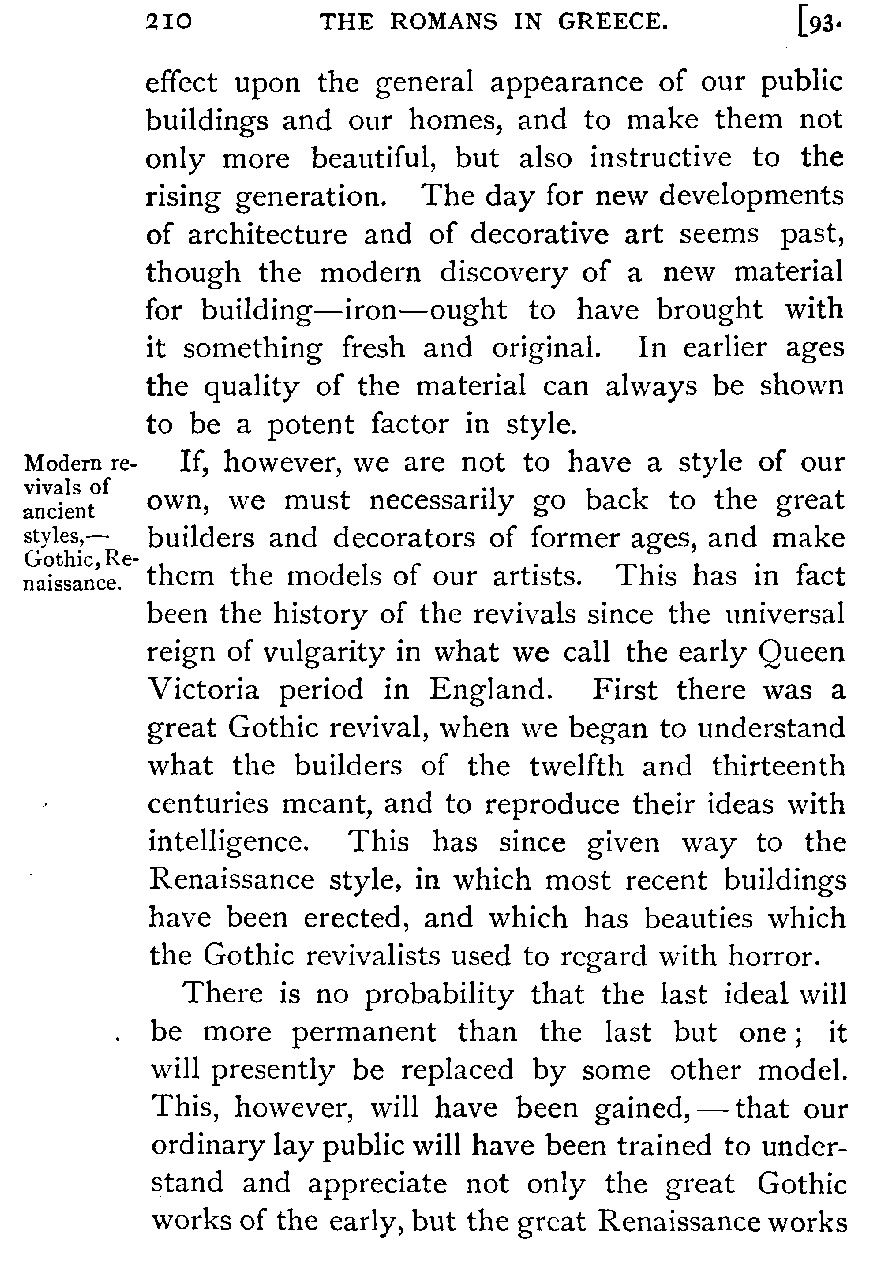 210 THE ROMANS IN GREECE. [93.
effect upon the general appearance of our public
buildings and our homes, and to make them not
only more beautiful, but also instructive to the
rising generation. The day for new developments
of architecture and of decorative art seems past,
though the modern discovery of a new material
for building—iron—ought to have brought with
it something fresh and original. In earlier ages
the quality of the material can always be shown
to be a potent factor in style.
Modern re-
vivals of
ancient
styles,—
Gothic, Re-
naissance.
If, however, we are not to have a style of our
own, we must necessarily go back to the great
builders and decorators of former ages, and make
them the models of our artists. This has in fact
been the history of the revivals since the universal
reign of vulgarity in what we call the early Queen
Victoria period in England. First there was a
great Gothic revival, when we began to understand
what the builders of the twelfth and thirteenth
centuries meant, and to reproduce their ideas with
intelligence. This has since given way to the
Renaissance style, in which most recent buildings
have been erected, and which has beauties which
the Gothic revivalists used to regard with horror.
There is no probability that the last ideal will
be more permanent than the last but one; it
will presently be replaced by some other model.
This, however, will have been gained,—that our
ordinary lay public will have been trained to under-
stand and appreciate not only the great Gothic
works of the early, but the great Renaissance works